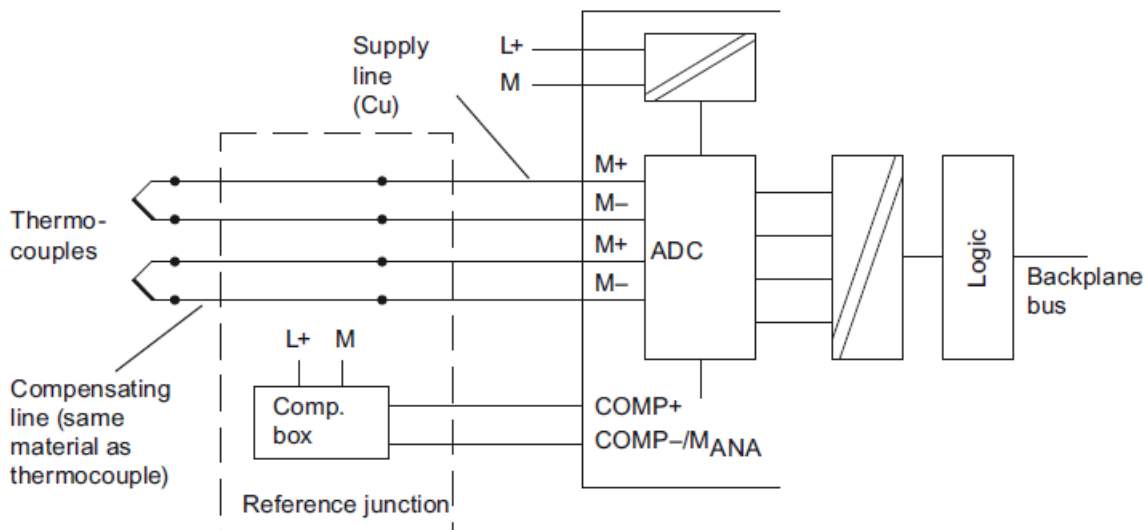 Supply
line
(Cu)
L+
M
M+
M–
M+
M–
ADC
Logic
Backplane
bus
Thermo-
couples
L+ M
Comp.
box
COMP+
COMP–/MANA
Compensating
line (same
material as
thermocouple)
Reference junction